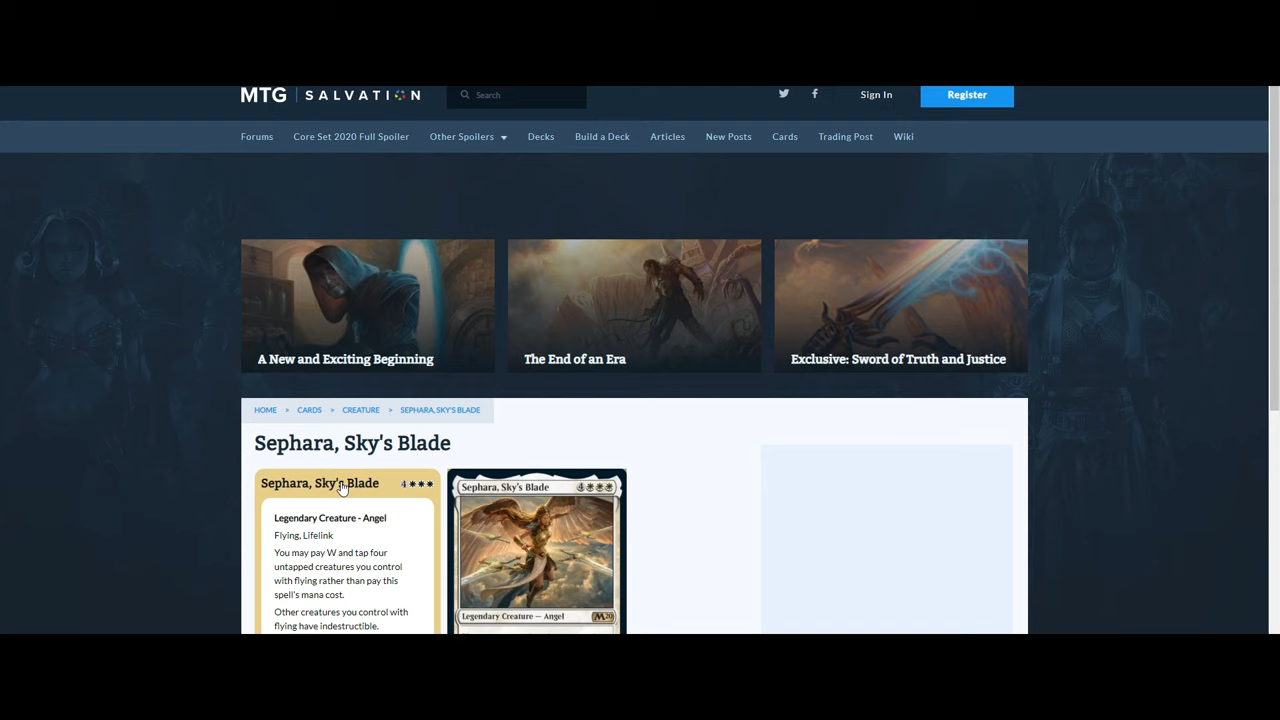 MTG SALVATION
Search
Sign In
Register
Forums
Core Set 2020 Full Spoiler
Other Spoilers
Decks
Build a Deck
Articles
New Posts
Cards
Trading Post
Wiki
A New and Exciting Beginning
The End of an Era
Exclusive: Sword of Truth and Justice
HOME > CARDS > CREATURE > SEPHARA, SKY'S BLADE
Sephara, Sky's Blade
Sephara, Sky's Blade 4
Legendary Creature - Angel
Flying, Lifelink
You may pay W and tap four
untapped creatures you control
with flying rather than pay this
spell's mana cost.
Other creatures you control with
flying have indestructible.
Sephara, Sky's Blade 4
Legendary Creature — Angel M20